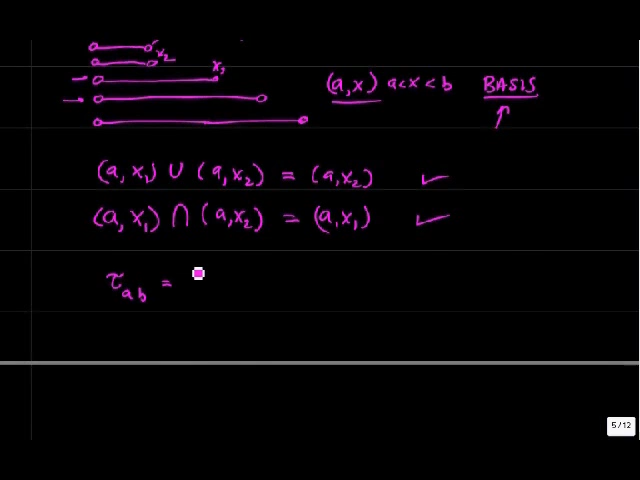 x₂
x₁
(a,x) a<x<b BASIS
(a, x₁) ∪ (a, x₂) = (a, x₂)
(a, x₁) ∩ (a, x₂) = (a, x₁)
τ_ab =
5/12